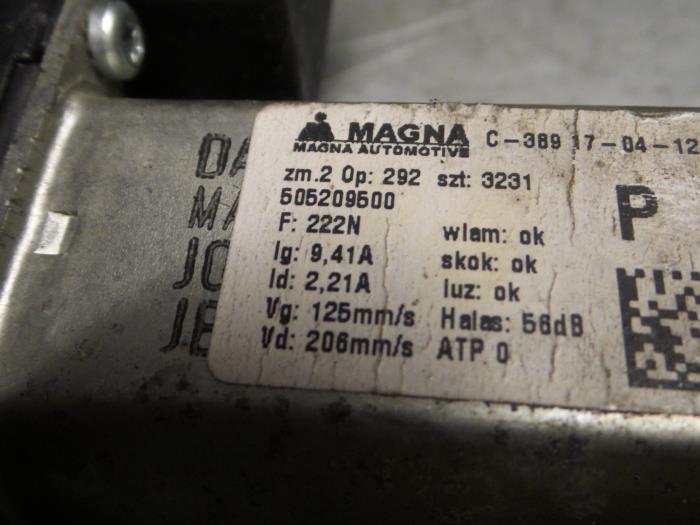 MAGNA
MAGNA AUTOMOTIVE
C-389 17-04-12
zm.2 Op: 292 szt: 3231
505209500
F: 222N
wlam: ok
Ig: 9,41A
skok: ok
Id: 2,21A
luz: ok
Vg: 125mm/s
Halas: 56dB
Vd: 206mm/s
ATP 0
P